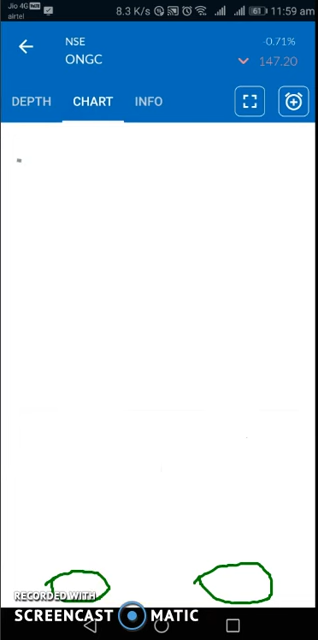 Jio 4G
airtel
8.3 K/s 61 11:59 am
NSE -0.71%
ONGC 147.20
DEPTH CHART INFO
RECORDED WITH
SCREENCAST MATIC